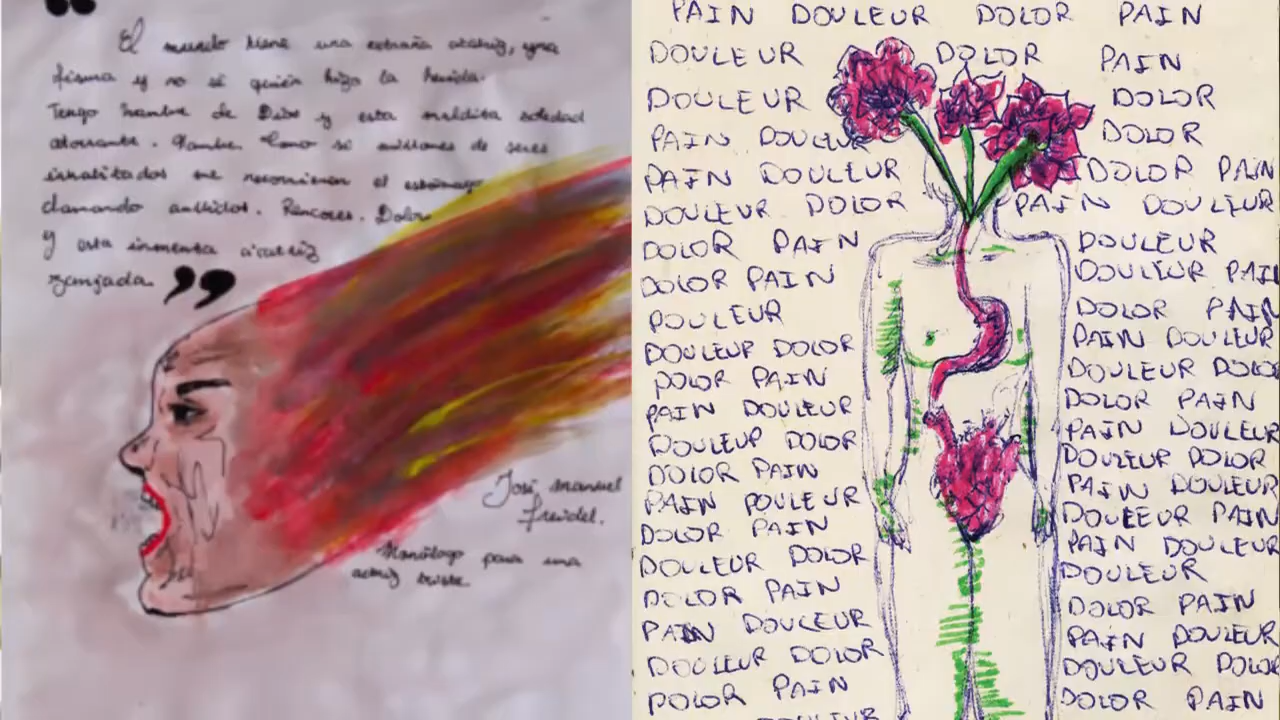 El mundo tiene una extraña cicatriz, una
fisma y no sé quién hizo la herida.
Tengo hambre de Dios y esta maldita soledad
atorrante. Hambre. Como si millones de seres
inhabitados me recorrieran el estómago
clamando aullidos. Rencores. Dolor
y esta inmensa cicatriz
zanjada.
José Manuel
Freidel.
Monólogo para una
actriz triste.
PAIN DOULEUR DOLOR PAIN
DOULEUR DOLOR PAIN
DOULEUR DOLOR
PAIN DOULEUR DOLOR
PAIN DOULEUR DOLOR PAIN
DOULEUR DOLOR PAIN DOULEUR
DOLOR PAIN DOULEUR
DOLOR PAIN DOULEUR PAIN
DOULEUR DOLOR PAIN
DOULEUR DOLOR PAIN DOULEUR
DOLOR PAIN DOULEUR DOLOR
PAIN DOULEUR DOLOR PAIN
DOULEUR DOLOR PAIN DOULEUR
DOLOR PAIN DOULEUR DOLOR
PAIN DOULEUR PAIN DOULEUR
DOLOR PAIN DOULEUR PAIN
DOULEUR DOLOR PAIN DOULEUR
DOLOR PAIN DOULEUR
PAIN DOULEUR DOLOR PAIN
DOULEUR DOLOR PAIN DOULEUR
DOLOR PAIN DOULEUR DOLOR
DOULEUR DOLOR PAIN